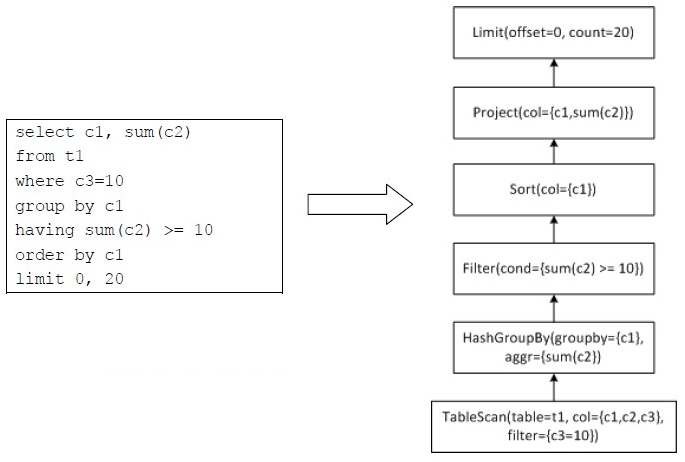 select c1, sum(c2)
from t1
where c3=10
group by c1
having sum(c2) >= 10
order by c1
limit 0, 20
Limit(offset=0, count=20)
Project(col={c1,sum(c2)})
Sort(col={c1})
Filter(cond={sum(c2) >= 10})
HashGroupBy(groupby={c1},
aggr={sum(c2})
TableScan(table=t1, col={c1,c2,c3},
filter={c3=10})